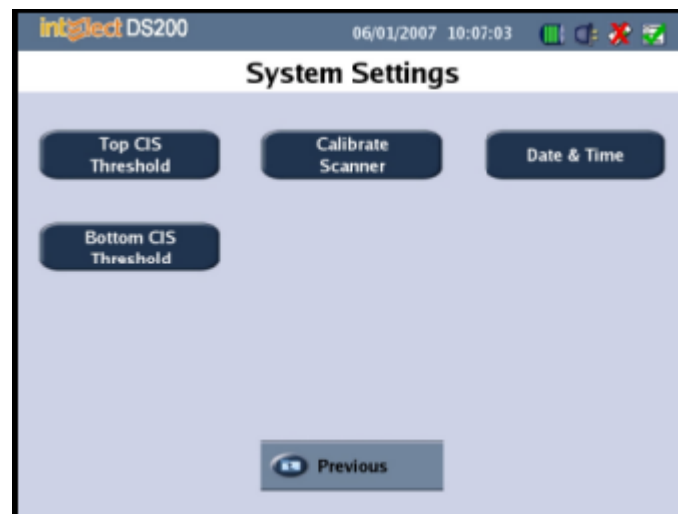 intElect DS200 06/01/2007 10:07:03
System Settings
Top CIS
Threshold
Calibrate
Scanner
Date & Time
Bottom CIS
Threshold
Previous